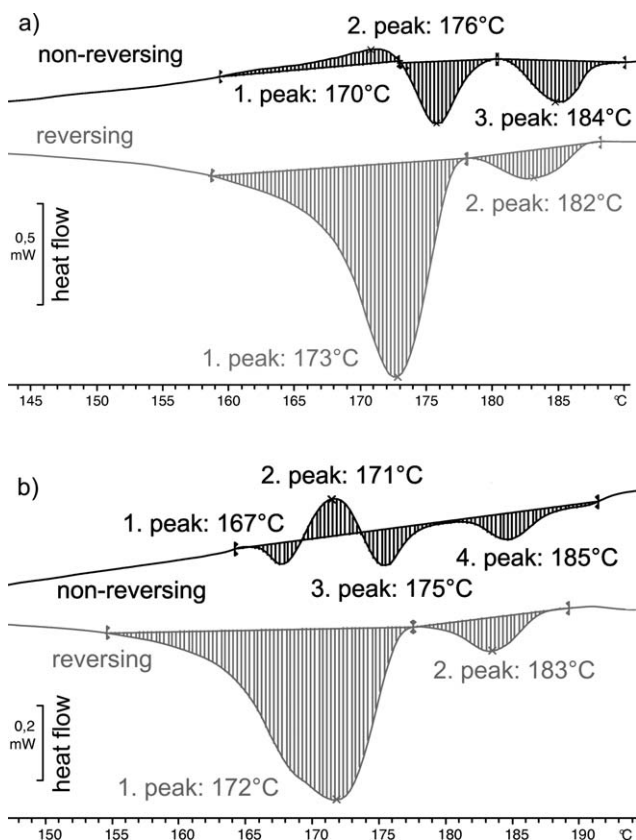 a)
2. peak: 176°C
non-reversing
1. peak: 170°C
3. peak: 184°C
reversing
2. peak: 182°C
0,5
mW
heat flow
1. peak: 173°C
145 150 155 160 165 170 175 180 185 °C
b)
2. peak: 171°C
1. peak: 167°C
4. peak: 185°C
non-reversing
3. peak: 175°C
reversing
2. peak: 183°C
0,2
mW
heat flow
1. peak: 172°C
150 155 160 165 170 175 180 185 190 °C